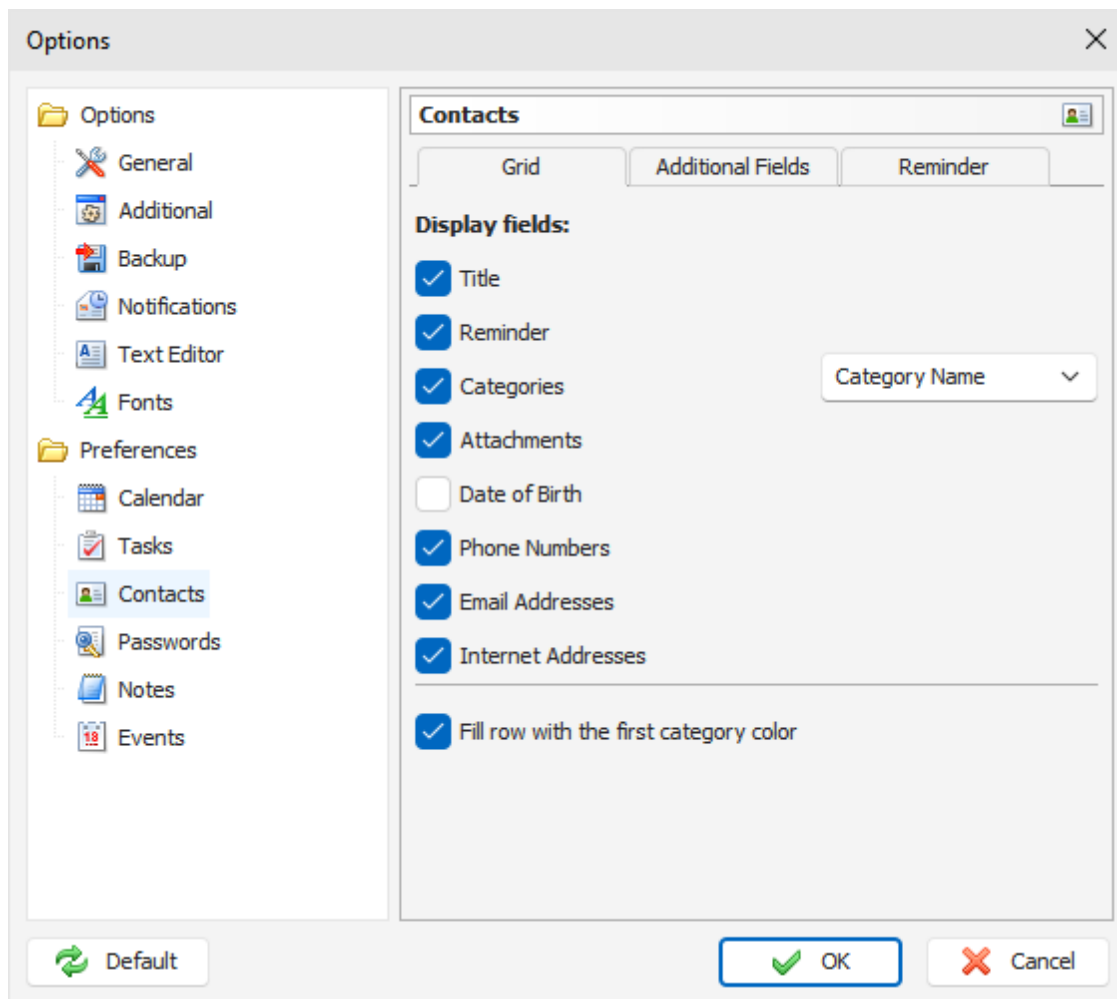 Options
Options
General
Additional
Backup
Notifications
Text Editor
Fonts
Preferences
Calendar
Tasks
Contacts
Passwords
Notes
18 Events
Contacts
Grid Additional Fields Reminder
Display fields:
Title
Reminder
Categories Category Name
Attachments
Date of Birth
Phone Numbers
Email Addresses
Internet Addresses
Fill row with the first category color
Default OK Cancel